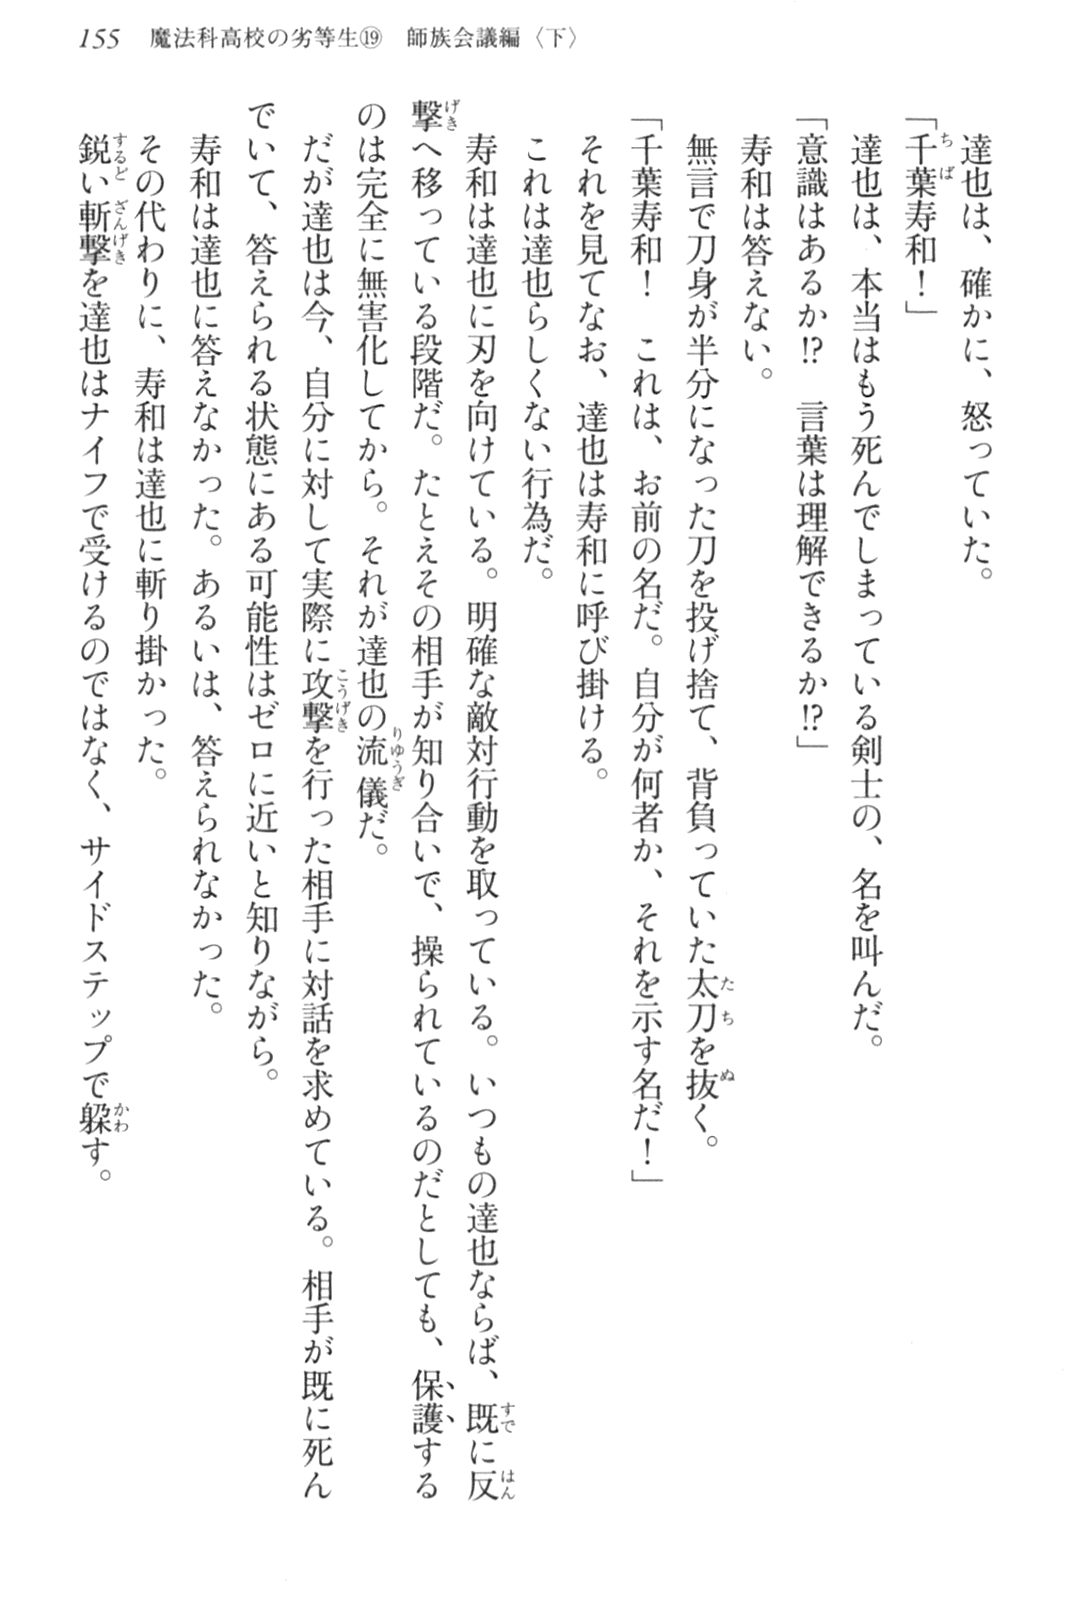 155　魔法科高校の劣等生⑲　師族会議編〈下〉
達也は、確かに、怒っていた。
「千葉寿和！」
達也は、本当はもう死んでしまっている剣士の、名を叫んだ。
「意識はあるか!?　言葉は理解できるか!?」
寿和は答えない。
無言で刀身が半分になった刀を投げ捨て、背負っていた太刀を抜く。
「千葉寿和！　これは、お前の名だ。自分が何者か、それを示す名だ！」
それを見てなお、達也は寿和に呼び掛ける。
これは達也らしくない行為だ。
寿和は達也に刃を向けている。明確な敵対行動を取っている。いつもの達也ならば、既に反
撃へ移っている段階だ。たとえその相手が知り合いで、操られているのだとしても、保護する
のは完全に無害化してから。それが達也の流儀だ。
だが達也は今、自分に対して実際に攻撃を行った相手に対話を求めている。相手が既に死ん
でいて、答えられる状態にある可能性はゼロに近いと知りながら。
寿和は達也に答えなかった。あるいは、答えられなかった。
その代わりに、寿和は達也に斬り掛かった。
鋭い斬撃を達也はナイフで受けるのではなく、サイドステップで躱す。